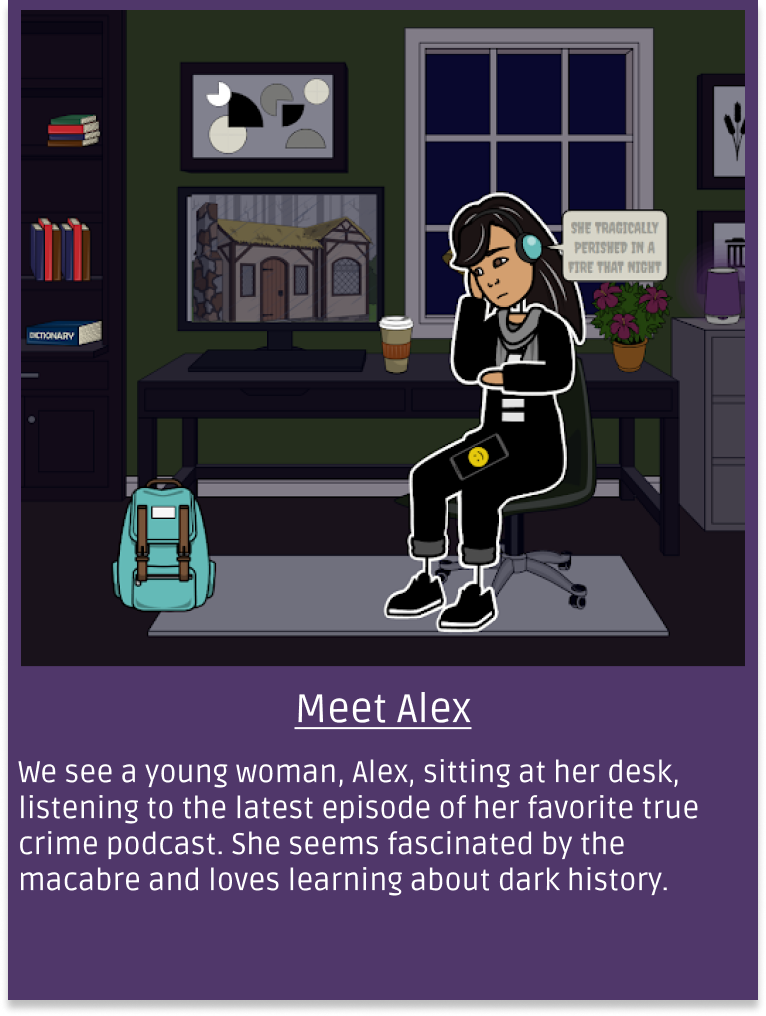 SHE TRAGICALLY
PERISHED IN A
FIRE THAT NIGHT
DICTIONARY
Meet Alex
We see a young woman, Alex, sitting at her desk,
listening to the latest episode of her favorite true
crime podcast. She seems fascinated by the
macabre and loves learning about dark history.